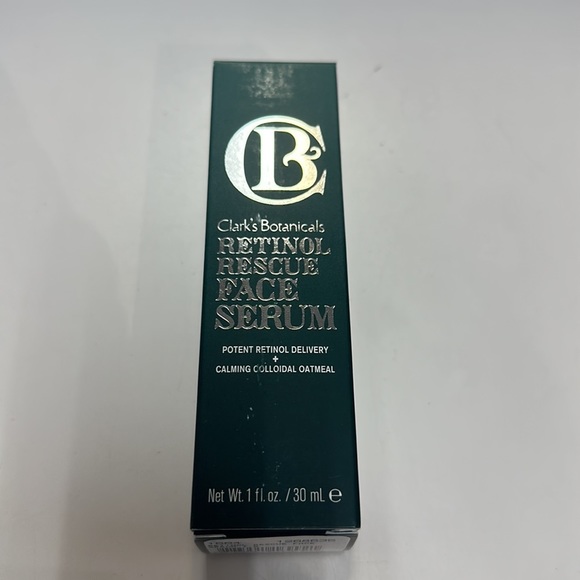 CB
Clark's Botanicals
RETINOL
RESCUE
FACE
SERUM
POTENT RETINOL DELIVERY
+
CALMING COLLOIDAL OATMEAL
Net Wt. 1 fl. oz. / 30 mL ℮